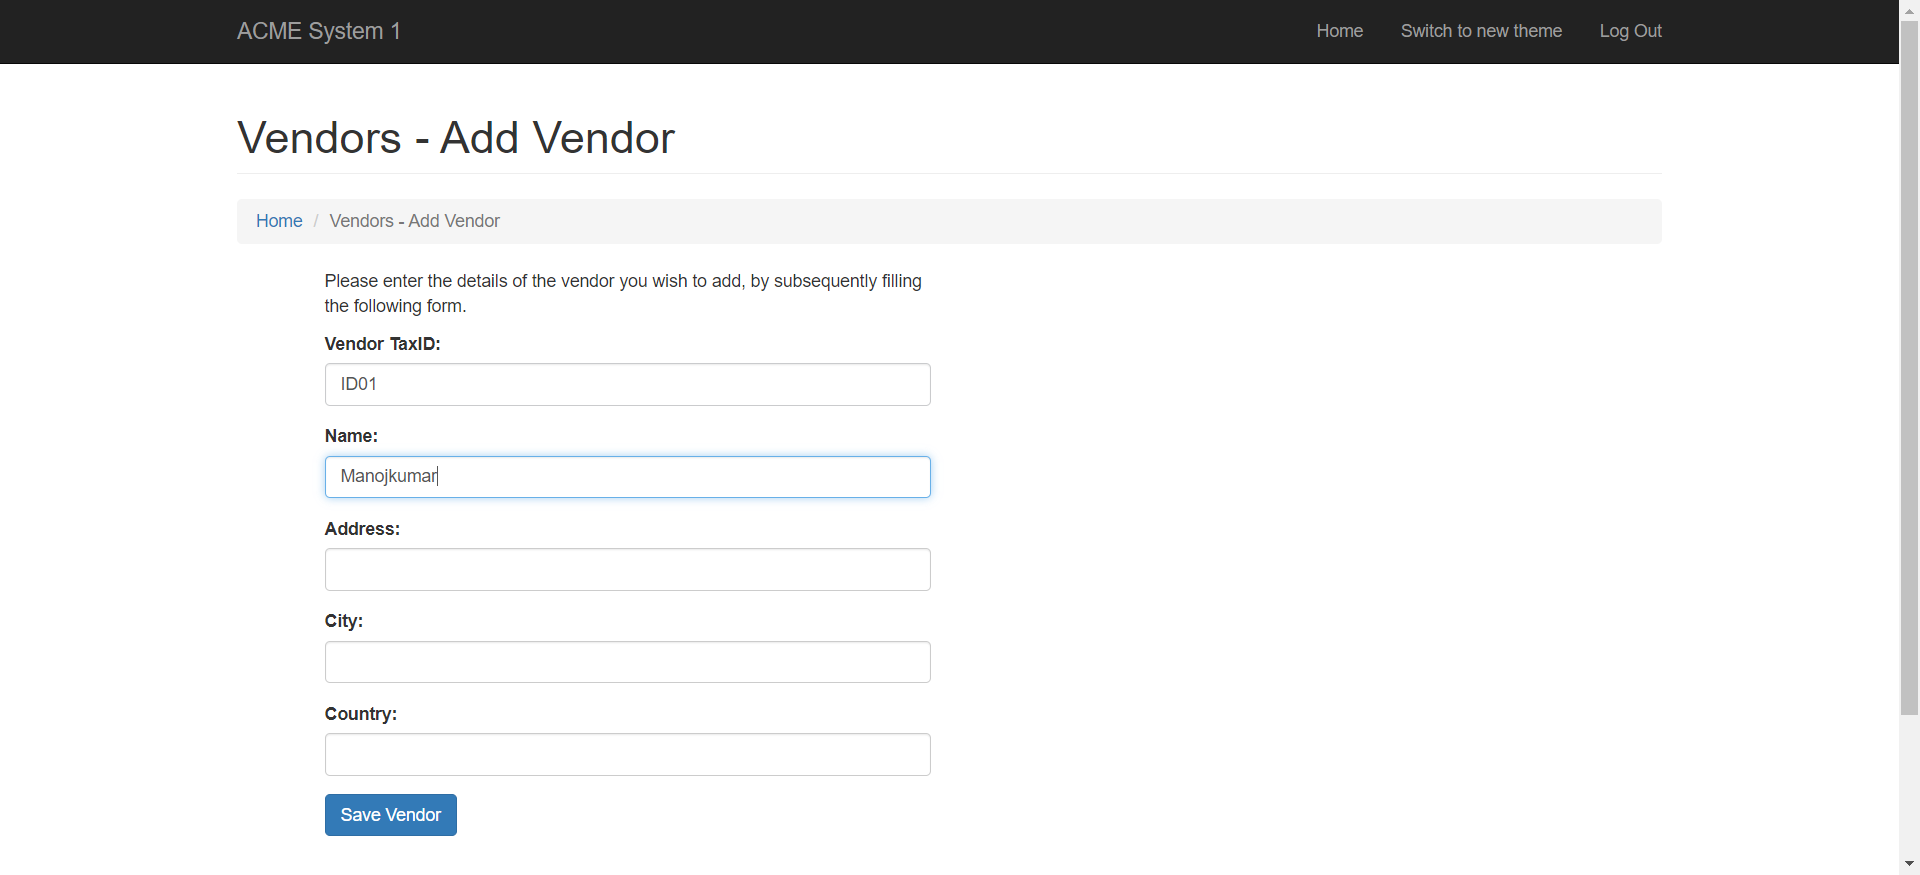 ACME System 1
Home
Switch to new theme
Log Out
Vendors - Add Vendor
Home / Vendors - Add Vendor
Please enter the details of the vendor you wish to add, by subsequently filling
the following form.
Vendor TaxID:
ID01
Name:
Manojkumar
Address:
City:
Country:
Save Vendor